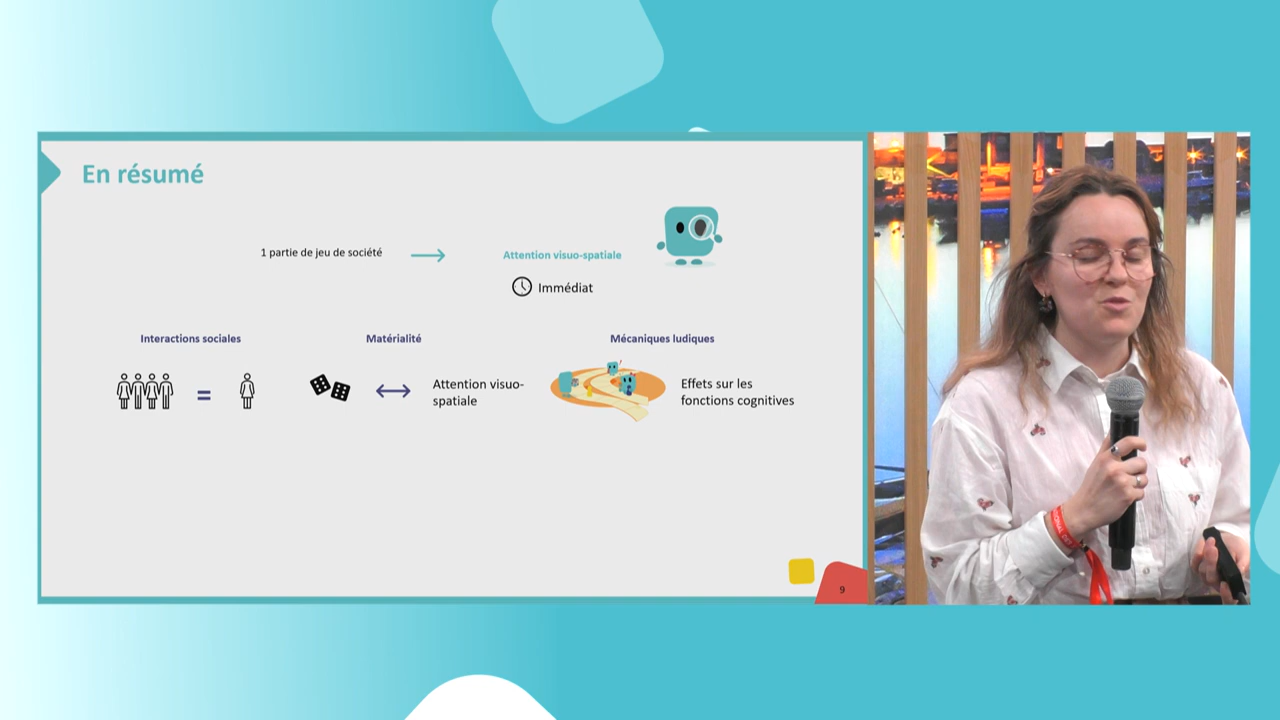 En résumé
1 partie de jeu de société
Attention visuo-spatiale
Immédiat
Interactions sociales
Matérialité
Mécaniques ludiques
=
Attention visuo-
spatiale
Effets sur les
fonctions cognitives
9